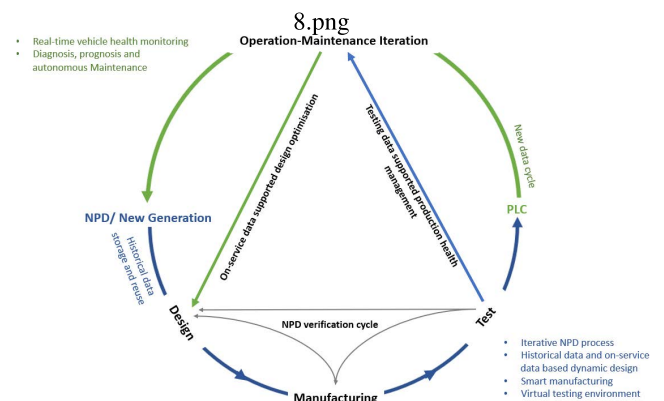 8.png
Operation-Maintenance Iteration
• Real-time vehicle health monitoring
• Diagnosis, prognosis and
autonomous Maintenance
On-service data supported design optimisation
Testing data supported production health
management
New data cycle
NPD/ New Generation
PLC
Historical data
storage and reuse
Design
NPD verification cycle
Test
Manufacturing
• Iterative NPD process
• Historical data and on-service
data based dynamic design
• Smart manufacturing
• Virtual testing environment